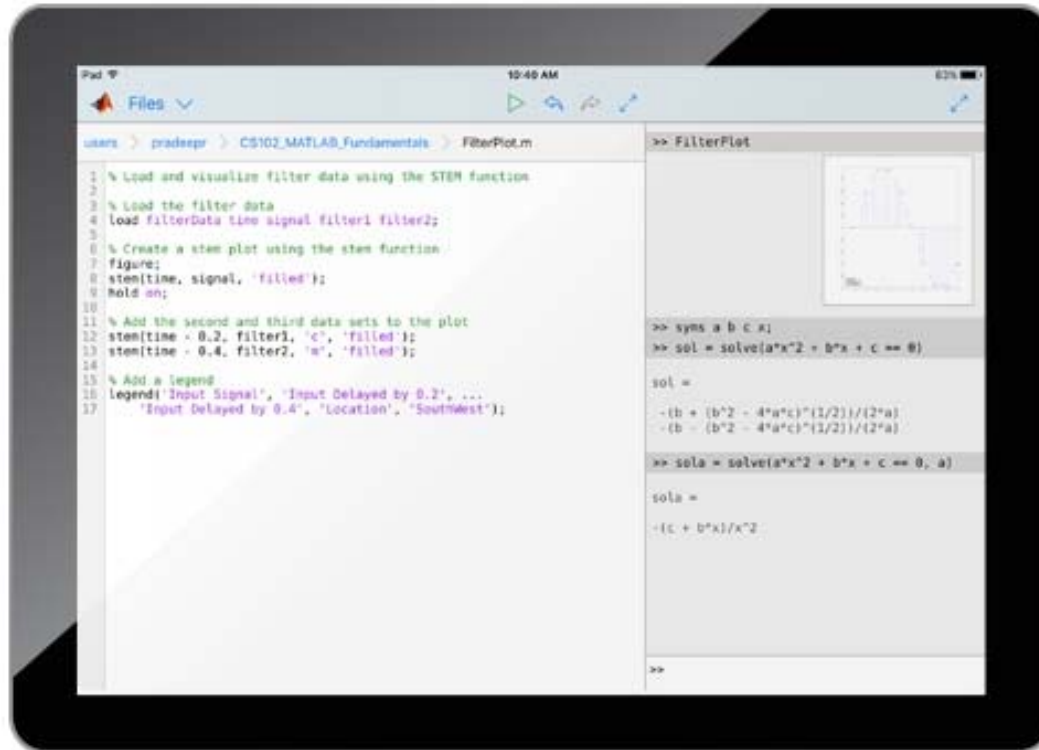 iPad
10:40 AM
83%
Files
users > pradeepr > CS102_MATLAB_Fundamentals > FilterPlot.m
1 % Load and visualize filter data using the STEM function
2
3 % Load the filter data
4 load filterData time signal filter1 filter2;
5
6 % Create a stem plot using the stem function
7 figure;
8 stem(time, signal, 'filled');
9 hold on;
10
11 % Add the second and third data sets to the plot
12 stem(time - 0.2, filter1, 'c', 'filled');
13 stem(time - 0.4, filter2, 'm', 'filled');
14
15 % Add a legend
16 legend('Input Signal', 'Input Delayed by 0.2', ...
17 'Input Delayed by 0.4', 'Location', 'SouthWest');
>> FilterPlot
>> syms a b c x;
>> sol = solve(a*x^2 + b*x + c == 0)
sol =
-(b + (b^2 - 4*a*c)^(1/2))/(2*a)
-(b - (b^2 - 4*a*c)^(1/2))/(2*a)
>> sola = solve(a*x^2 + b*x + c == 0, a)
sola =
-(c + b*x)/x^2
>>